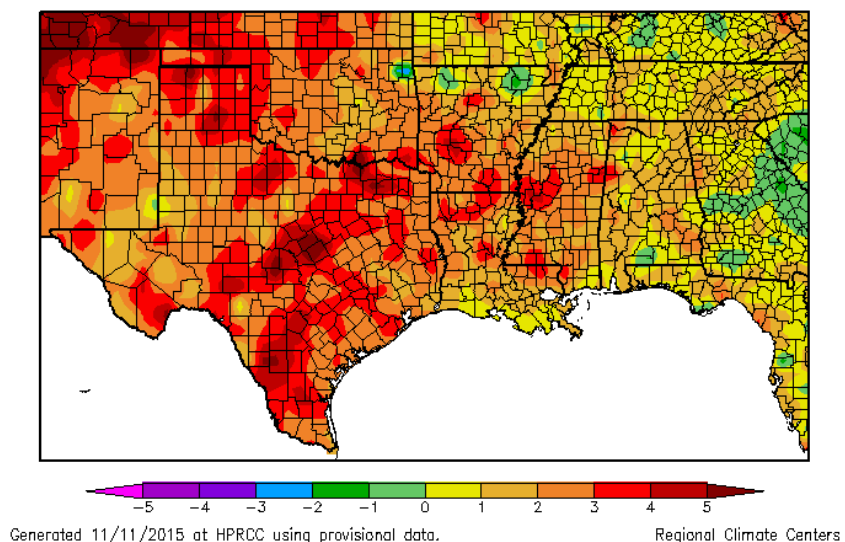 -5 -4 -3 -2 -1 0 1 2 3 4 5
Generated 11/11/2015 at HPRCC using provisional data. Regional Climate Centers